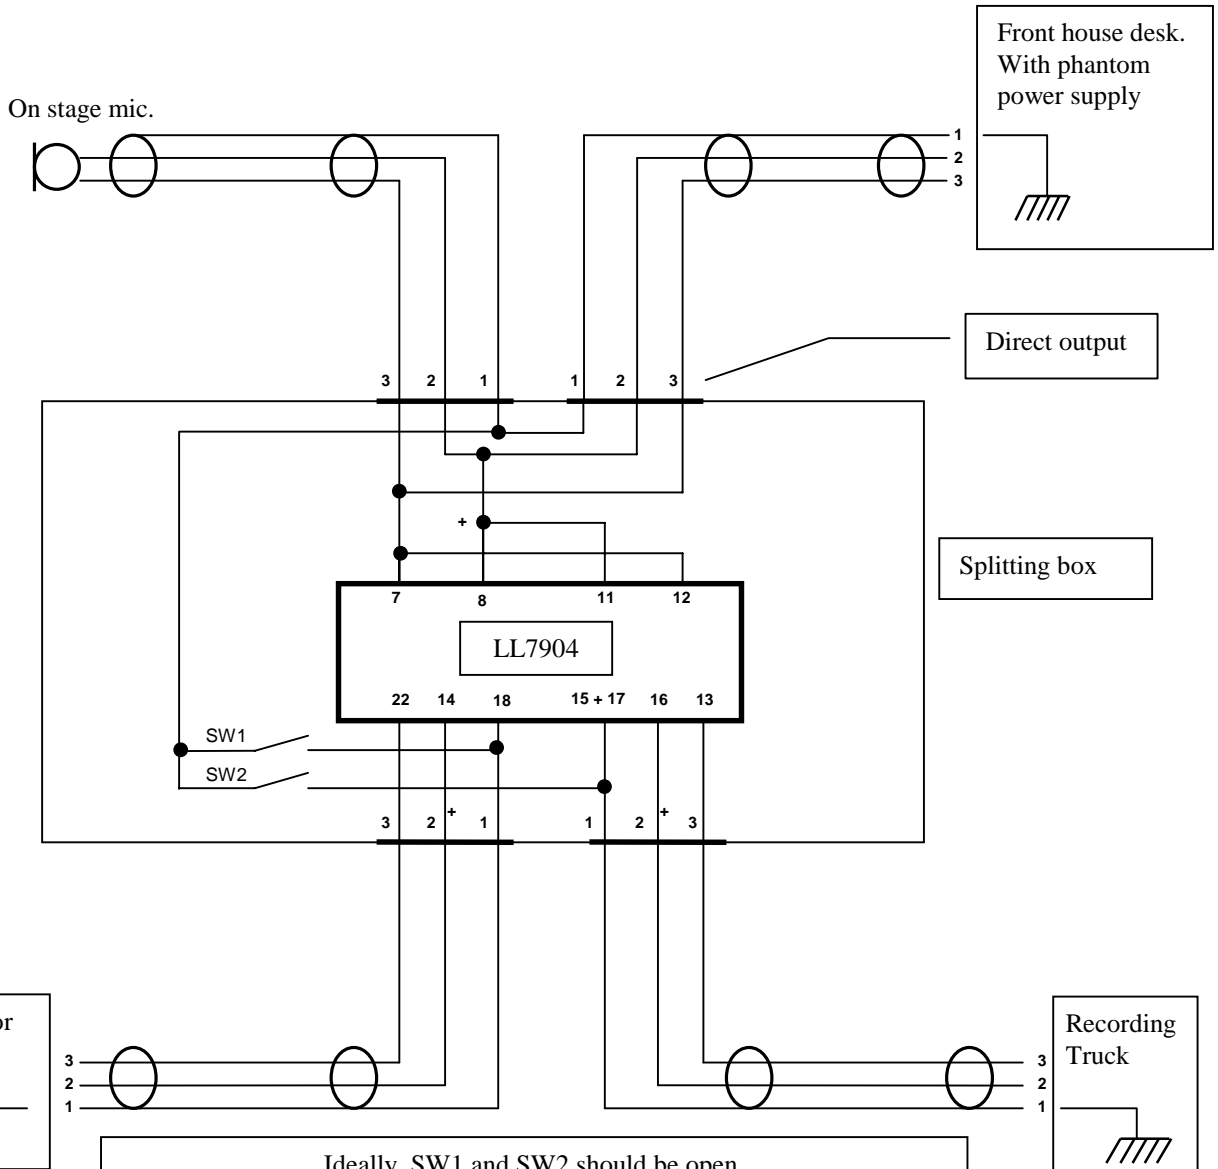 Front house desk.
With phantom
power supply
On stage mic.
1
2
3
Direct output
3 2 1 1 2 3
+
Splitting box
7 8 11 12
LL7904
22 14 18 15 + 17 16 13
SW1
SW2
3 2 + 1 1 2 + 3
or
3
2
1
Recording
Truck
3
2
1
Ideally, SW1 and SW2 should be open